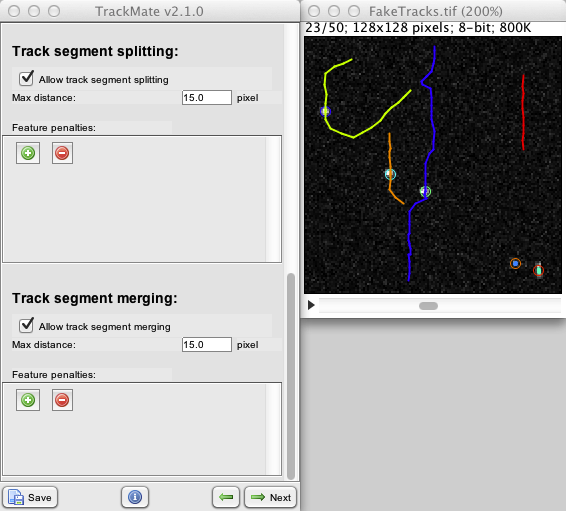 TrackMate v2.1.0
Track segment splitting:
Allow track segment splitting
Max distance: 15.0 pixel
Feature penalties:
Track segment merging:
Allow track segment merging
Max distance: 15.0 pixel
Feature penalties:
Save
Next
FakeTracks.tif (200%)
23/50; 128x128 pixels; 8-bit; 800K